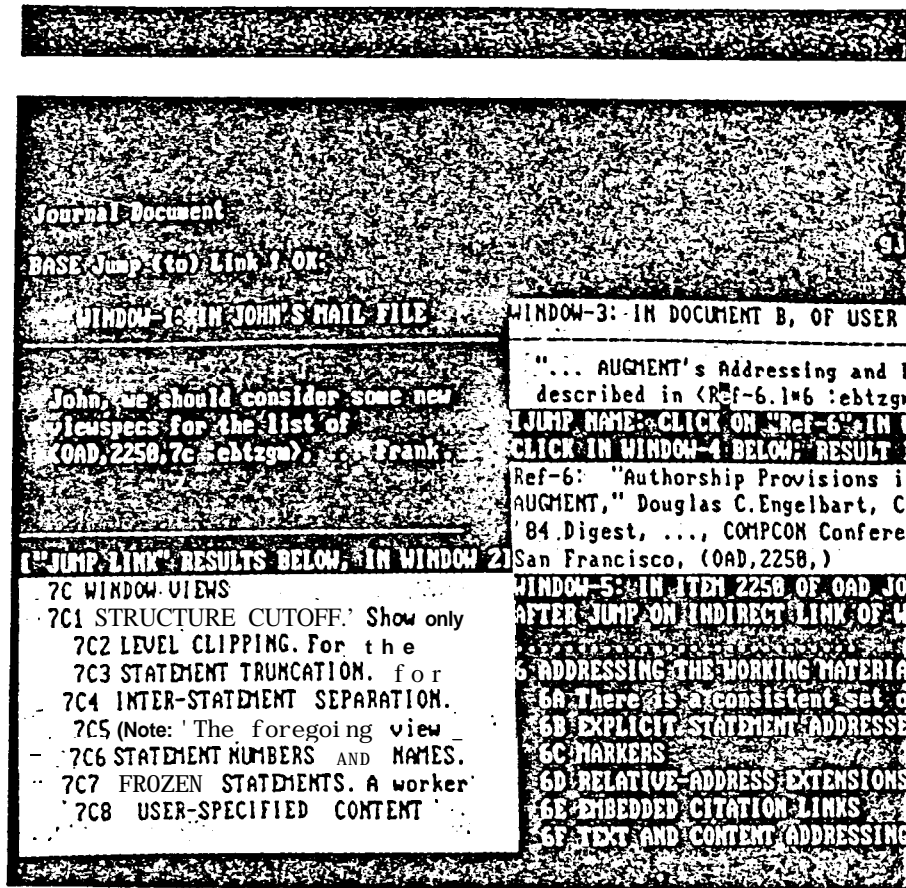 Journal Document
BASE Jump (to) Link ! OK:
WINDOW-1: IN JOHN'S MAIL FILE
John, we should consider some new
viewspecs for the list of
<OAD,2250,7c :ebtzgm>, ... Frank.
["JUMP LINK" RESULTS BELOW, IN WINDOW 2]
7C WINDOW VIEWS
7C1 STRUCTURE CUTOFF. Show only
7C2 LEVEL CLIPPING. For the
7C3 STATEMENT TRUNCATION. for
7C4 INTER-STATEMENT SEPARATION.
7C5 (Note: The foregoing view
7C6 STATEMENT NUMBERS AND NAMES.
7C7 FROZEN STATEMENTS. A worker
7C8 USER-SPECIFIED CONTENT
WINDOW-3: IN DOCUMENT B, OF USER
"... AUGMENT's Addressing and
described in <Ref-6.1*6 :ebtzgm
[JUMP NAME: CLICK ON "Ref-6" IN
CLICK IN WINDOW-4 BELOW; RESULT
Ref-6: "Authorship Provisions i
AUGMENT," Douglas C.Engelbart, C
'84 Digest, ..., COMPCON Confere
San Francisco, (OAD,2250,)
WINDOW-5: IN ITEM 2250 OF OAD JO
AFTER JUMP ON INDIRECT LINK OF W
6 ADDRESSING THE WORKING MATERIA
6A There is a consistent set o
6B EXPLICIT STATEMENT ADDRESSE
6C MARKERS
6D RELATIVE-ADDRESS EXTENSIONS
6E EMBEDDED CITATION LINKS
6F TEXT AND CONTENT ADDRESSING